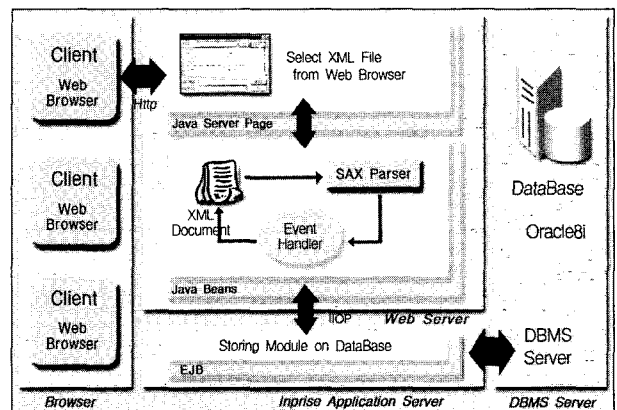 Client
Web
Browser
Client
Web
Browser
Client
Web
Browser
Browser
Http
Select XML File
from Web Browser
Java Server Page
XML
Document
SAX Parser
Event
Handler
Java Beans
IIOP
Web Server
Storing Module on DataBase
EJB
Inprise Application Server
DataBase
Oracle8i
DBMS
Server
DBMS Server